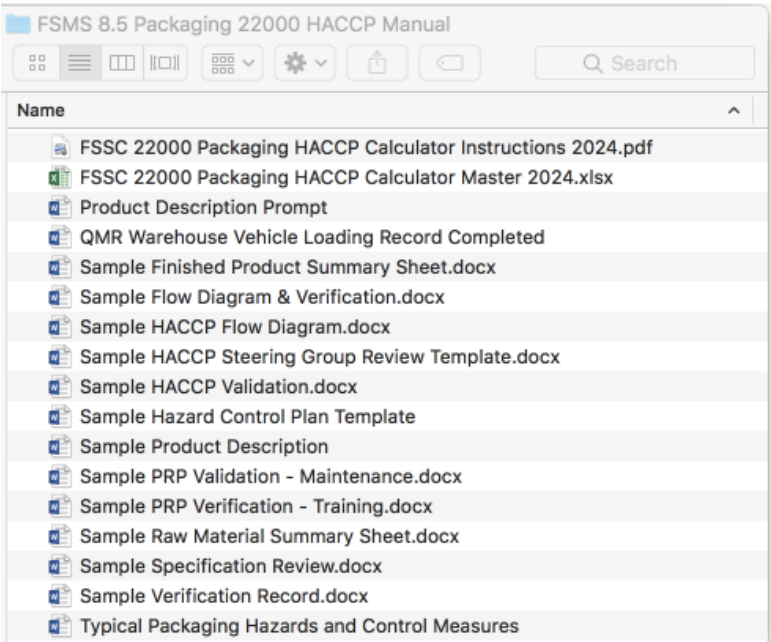 FSMS 8.5 Packaging 22000 HACCP Manual
Search
Name
FSSC 22000 Packaging HACCP Calculator Instructions 2024.pdf
FSSC 22000 Packaging HACCP Calculator Master 2024.xlsx
Product Description Prompt
QMR Warehouse Vehicle Loading Record Completed
Sample Finished Product Summary Sheet.docx
Sample Flow Diagram & Verification.docx
Sample HACCP Flow Diagram.docx
Sample HACCP Steering Group Review Template.docx
Sample HACCP Validation.docx
Sample Hazard Control Plan Template
Sample Product Description
Sample PRP Validation - Maintenance.docx
Sample PRP Verification - Training.docx
Sample Raw Material Summary Sheet.docx
Sample Specification Review.docx
Sample Verification Record.docx
Typical Packaging Hazards and Control Measures